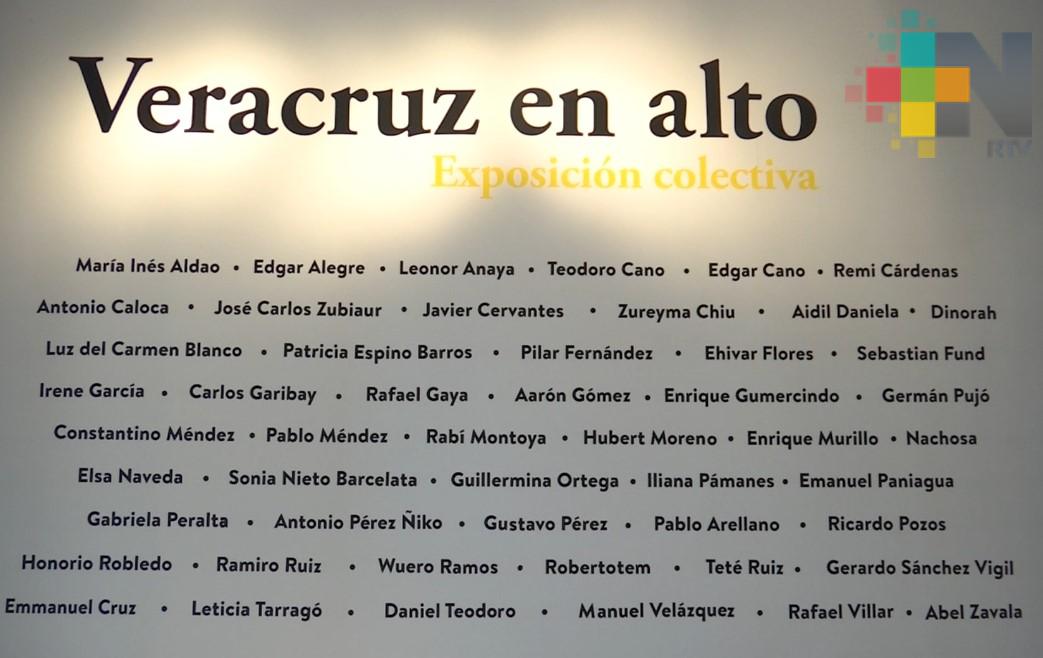 Veracruz en alto
Exposición colectiva
N
RTV
María Inés Aldao • Edgar Alegre • Leonor Anaya • Teodoro Cano • Edgar Cano • Remi Cárdenas
Antonio Caloca • José Carlos Zubiaur • Javier Cervantes • Zureyma Chiu • Aidil Daniela • Dinorah
Luz del Carmen Blanco • Patricia Espino Barros • Pilar Fernández • Ehivar Flores • Sebastian Fund
Irene García • Carlos Garibay • Rafael Gaya • Aarón Gómez • Enrique Gumercindo • Germán Pujó
Constantino Méndez • Pablo Méndez • Rabí Montoya • Hubert Moreno • Enrique Murillo • Nachosa
Elsa Naveda • Sonia Nieto Barcelata • Guillermina Ortega • Iliana Pámanes • Emanuel Paniagua
Gabriela Peralta • Antonio Pérez Ñiko • Gustavo Pérez • Pablo Arellano • Ricardo Pozos
Honorio Robledo • Ramiro Ruiz • Wuero Ramos • Robertotem • Teté Ruiz • Gerardo Sánchez Vigil
Emmanuel Cruz • Leticia Tarragó • Daniel Teodoro • Manuel Velázquez • Rafael Villar • Abel Zavala